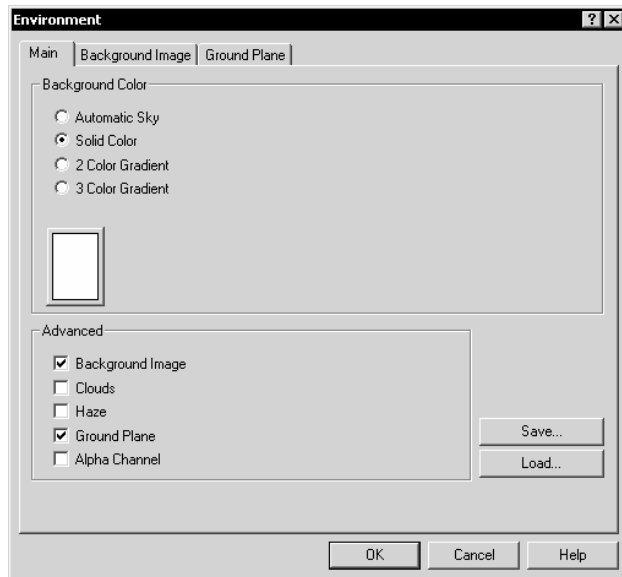 Environment
Main Background Image Ground Plane
Background Color
Automatic Sky
Solid Color
2 Color Gradient
3 Color Gradient
Advanced
Background Image
Clouds
Haze
Ground Plane
Alpha Channel
Save...
Load...
OK Cancel Help